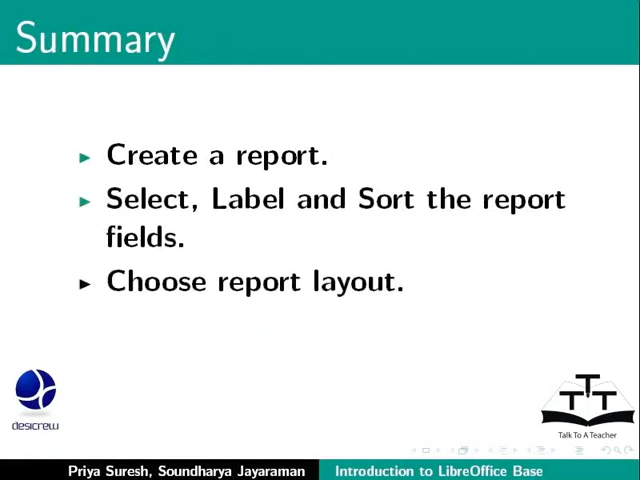 Summary
Create a report.
Select, Label and Sort the report
fields.
Choose report layout.
desicrew
TTT
Talk To A Teacher
Priya Suresh, Soundharya Jayaraman
Introduction to LibreOffice Base